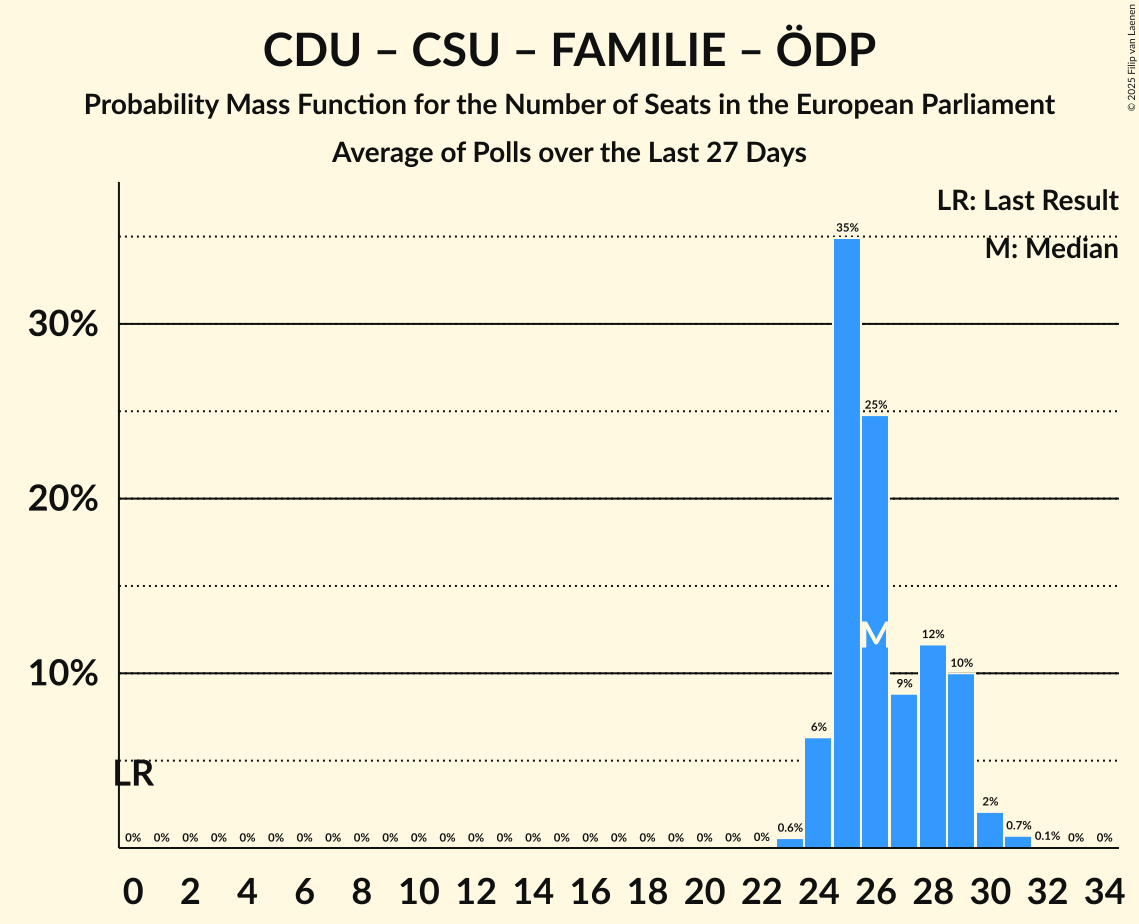 CDU – CSU – FAMILIE – ÖDP
Probability Mass Function for the Number of Seats in the European Parliament
Average of Polls over the Last 27 Days
© 2025 Filip van Laenen
LR: Last Result
M: Median
30%
20%
10%
35%
25%
12%
10%
9%
6%
2%
0.6%
0.7%
0.1%
M
LR
0% 0% 0% 0% 0% 0% 0% 0% 0% 0% 0% 0% 0% 0% 0% 0% 0% 0% 0% 0% 0% 0% 0% 0% 0%
0 2 4 6 8 10 12 14 16 18 20 22 24 26 28 30 32 34